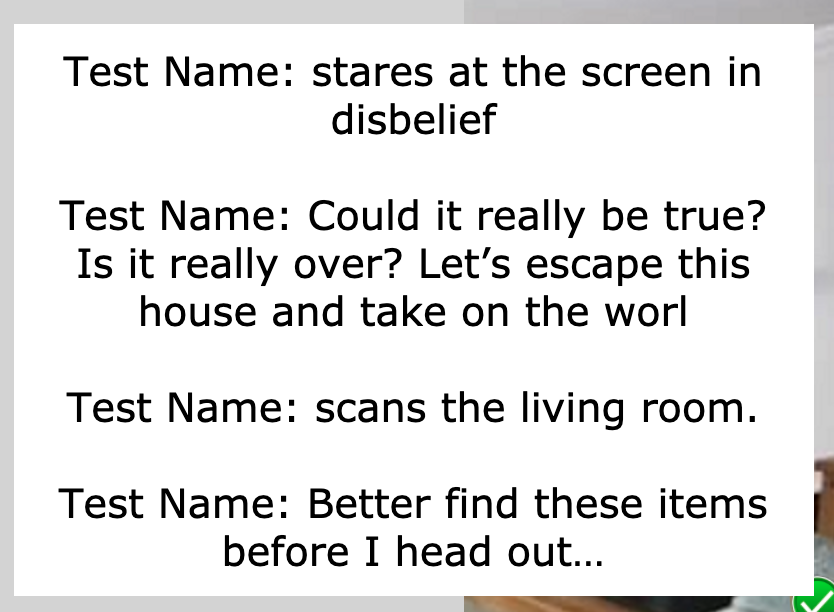 Test Name: stares at the screen in
disbelief
Test Name: Could it really be true?
Is it really over? Let’s escape this
house and take on the worl
Test Name: scans the living room.
Test Name: Better find these items
before I head out...